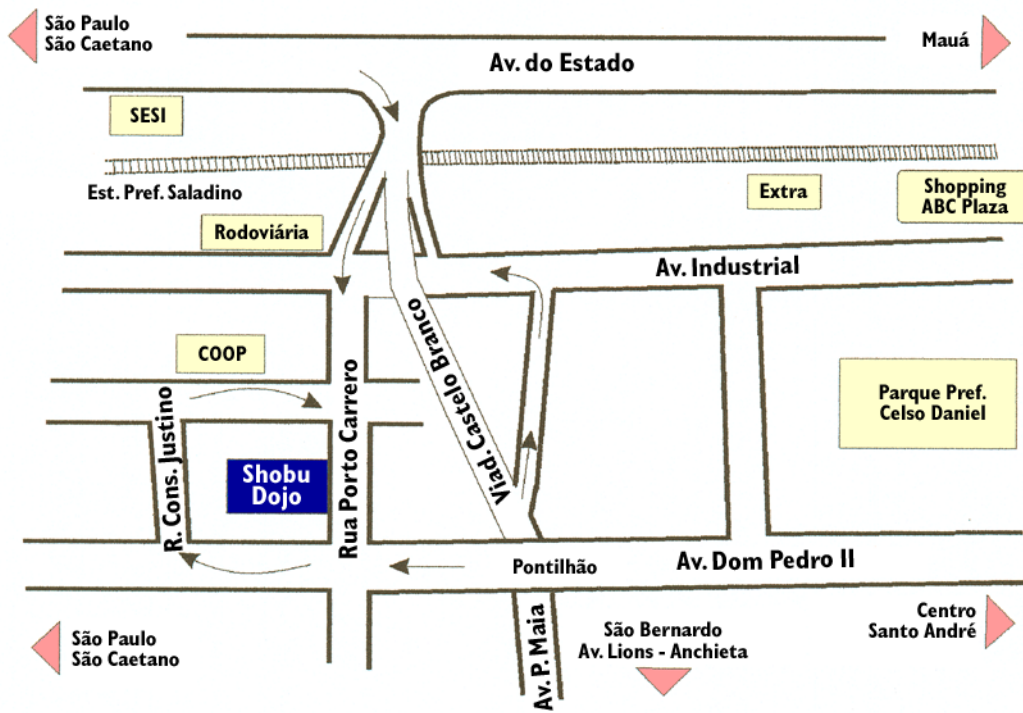 São Paulo
São Caetano
Mauá
Av. do Estado
SESI
Est. Pref. Saladino
Extra
Shopping
ABC Plaza
Rodoviária
Av. Industrial
COOP
Viad. Castelo Branco
Parque Pref.
Celso Daniel
R. Cons. Justino
Rua Porto Carrero
Shobu
Dojo
Pontilhão
Av. Dom Pedro II
São Paulo
São Caetano
Av. P. Maia
São Bernardo
Av. Lions - Anchieta
Centro
Santo André